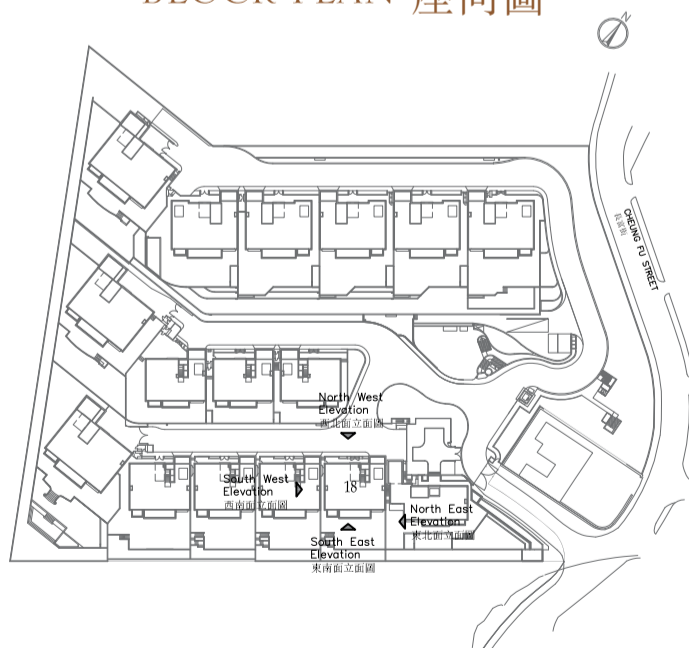 BLOCK PLAN 座向圖
N
CHEUNG FU STREET
長富街
North West
Elevation
西北面立面圖
South West
Elevation
西南面立面圖
18
North East
Elevation
東北面立面圖
South East
Elevation
東南面立面圖